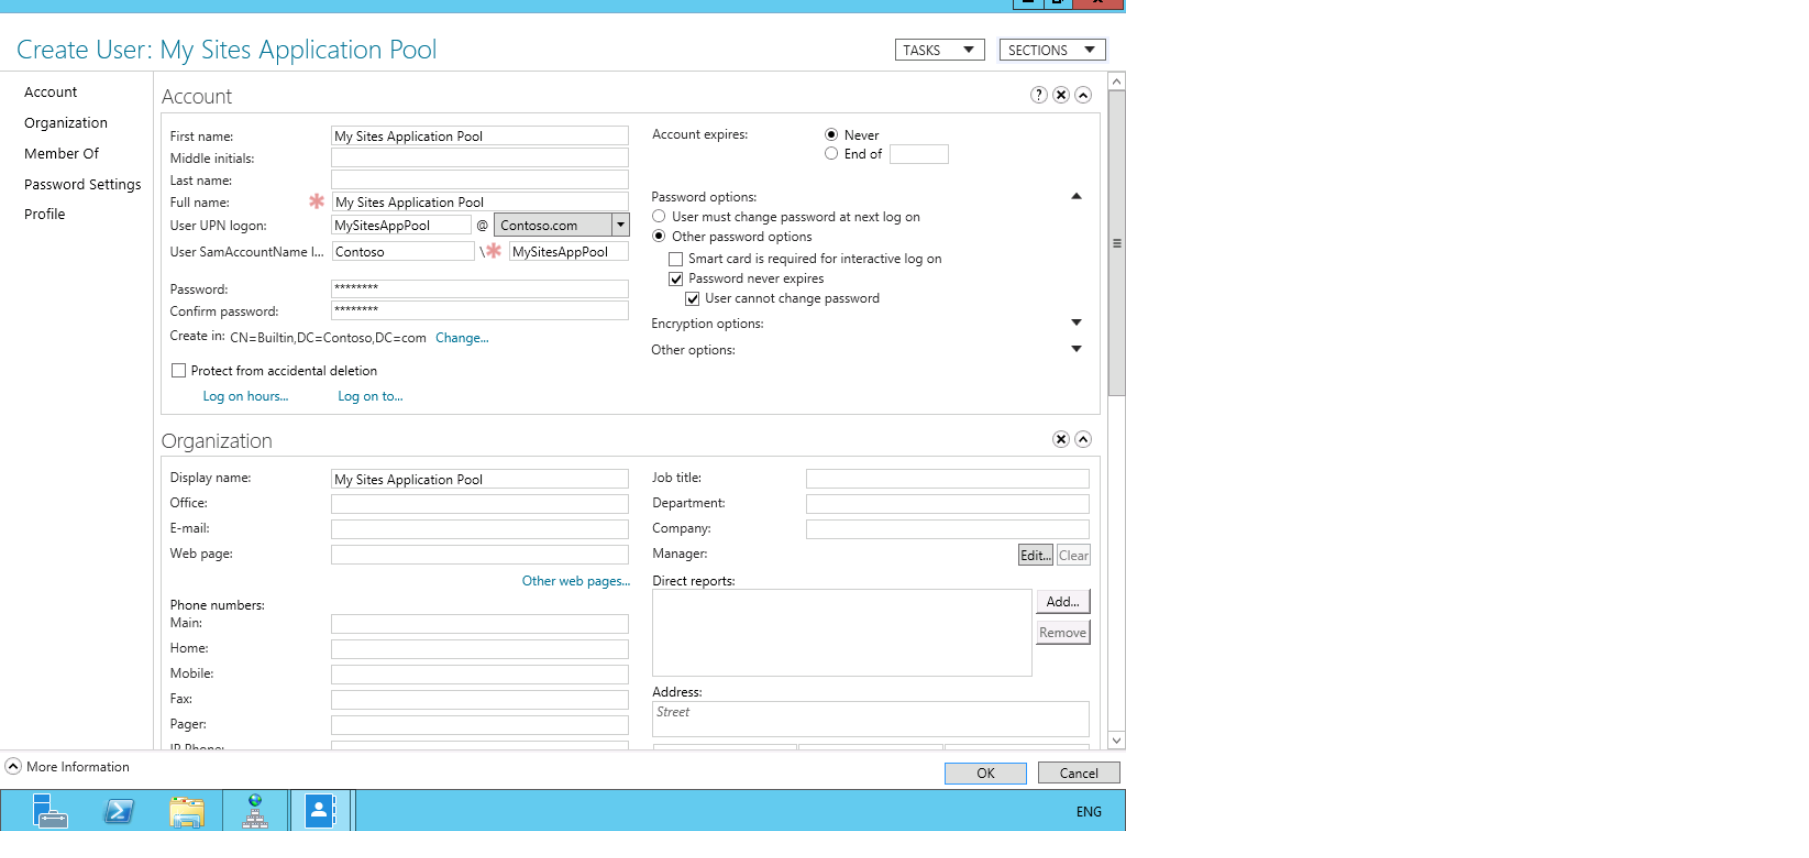 Create User: My Sites Application Pool
TASKS
SECTIONS
Account
Organization
Member Of
Password Settings
Profile
Account
?
First name: My Sites Application Pool
Middle initials:
Last name:
Full name: * My Sites Application Pool
User UPN logon: MySitesAppPool @ Contoso.com
User SamAccountName l... Contoso \* MySitesAppPool
Password: ********
Confirm password: ********
Create in: CN=Builtin,DC=Contoso,DC=com Change...
Protect from accidental deletion
Log on hours... Log on to...
Account expires: Never
End of
Password options:
User must change password at next log on
Other password options
Smart card is required for interactive log on
Password never expires
User cannot change password
Encryption options:
Other options:
Organization
Display name: My Sites Application Pool
Office:
E-mail:
Web page:
Other web pages...
Phone numbers:
Main:
Home:
Mobile:
Fax:
Pager:
IP Phone:
Job title:
Department:
Company:
Manager: Edit... Clear
Direct reports:
Add...
Remove
Address:
Street
More Information
OK Cancel
ENG